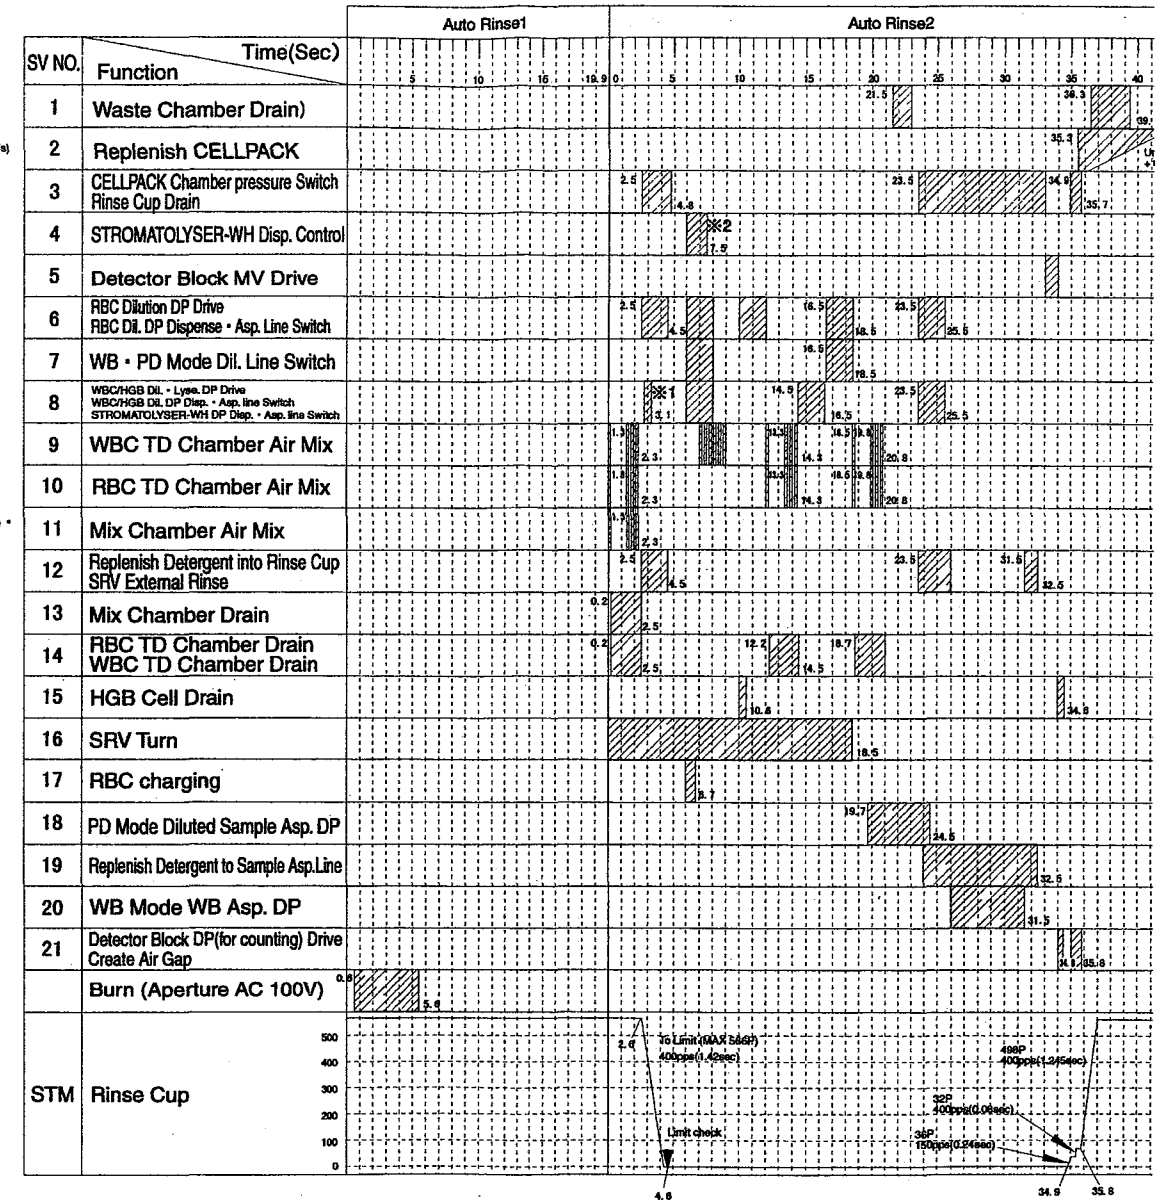 Auto Rinse1 Auto Rinse2
SV NO. Time(Sec)
Function
5 10 15 19.9 0 5 10 15 20 25 30 35 40
1 Waste Chamber Drain) 21.5 36.3 39.
s) 2 Replenish CELLPACK 35.3
3 CELLPACK Chamber pressure Switch 2.5 23.5 34.9
Rinse Cup Drain 4.8 35.7
4 STROMATOLYSER-WH Disp. Control ※2
7.5
5 Detector Block MV Drive
6 RBC Dilution DP Drive 2.5 16.5 23.5
RBC Dil. DP Dispense・Asp. Line Switch 4.5 18.5 25.5
7 WB・PD Mode Dil. Line Switch 16.5
18.5
8 WBC/HGB Dil.・Lyse. DP Drive ※1 14.5 23.5
WBC/HGB Dil. DP Disp.・Asp. line Switch
STROMATOLYSER-WH DP Disp.・Asp. line Switch 3.1 16.5 25.5
9 WBC TD Chamber Air Mix 18.5
2.3 14.3 20.8
10 RBC TD Chamber Air Mix 18.5
2.3 14.3 20.8
11 Mix Chamber Air Mix
2.3
12 Replenish Detergent into Rinse Cup 2.5 23.5 31.5
SRV External Rinse 4.5 32.5
13 Mix Chamber Drain 0.2
2.5
14 RBC TD Chamber Drain 0.2 12.2 18.7
WBC TD Chamber Drain 2.5 14.5
15 HGB Cell Drain
10.6 34.6
16 SRV Turn
18.5
17 RBC charging
6.7
18 PD Mode Diluted Sample Asp. DP 19.7
24.5
19 Replenish Detergent to Sample Asp.Line
32.5
20 WB Mode WB Asp. DP
31.5
21 Detector Block DP(for counting) Drive
Create Air Gap 35.8
Burn (Aperture AC 100V) 0.6
5.6
STM Rinse Cup
500
400
300
200
100
0
2.6
To Limit (MAX 566P)
400pps(1.42sec)
Limit check
4.6
498P
400pps(1.245sec)
32P
400pps(0.08sec)
36P
150pps(0.24sec)
34.9 35.8